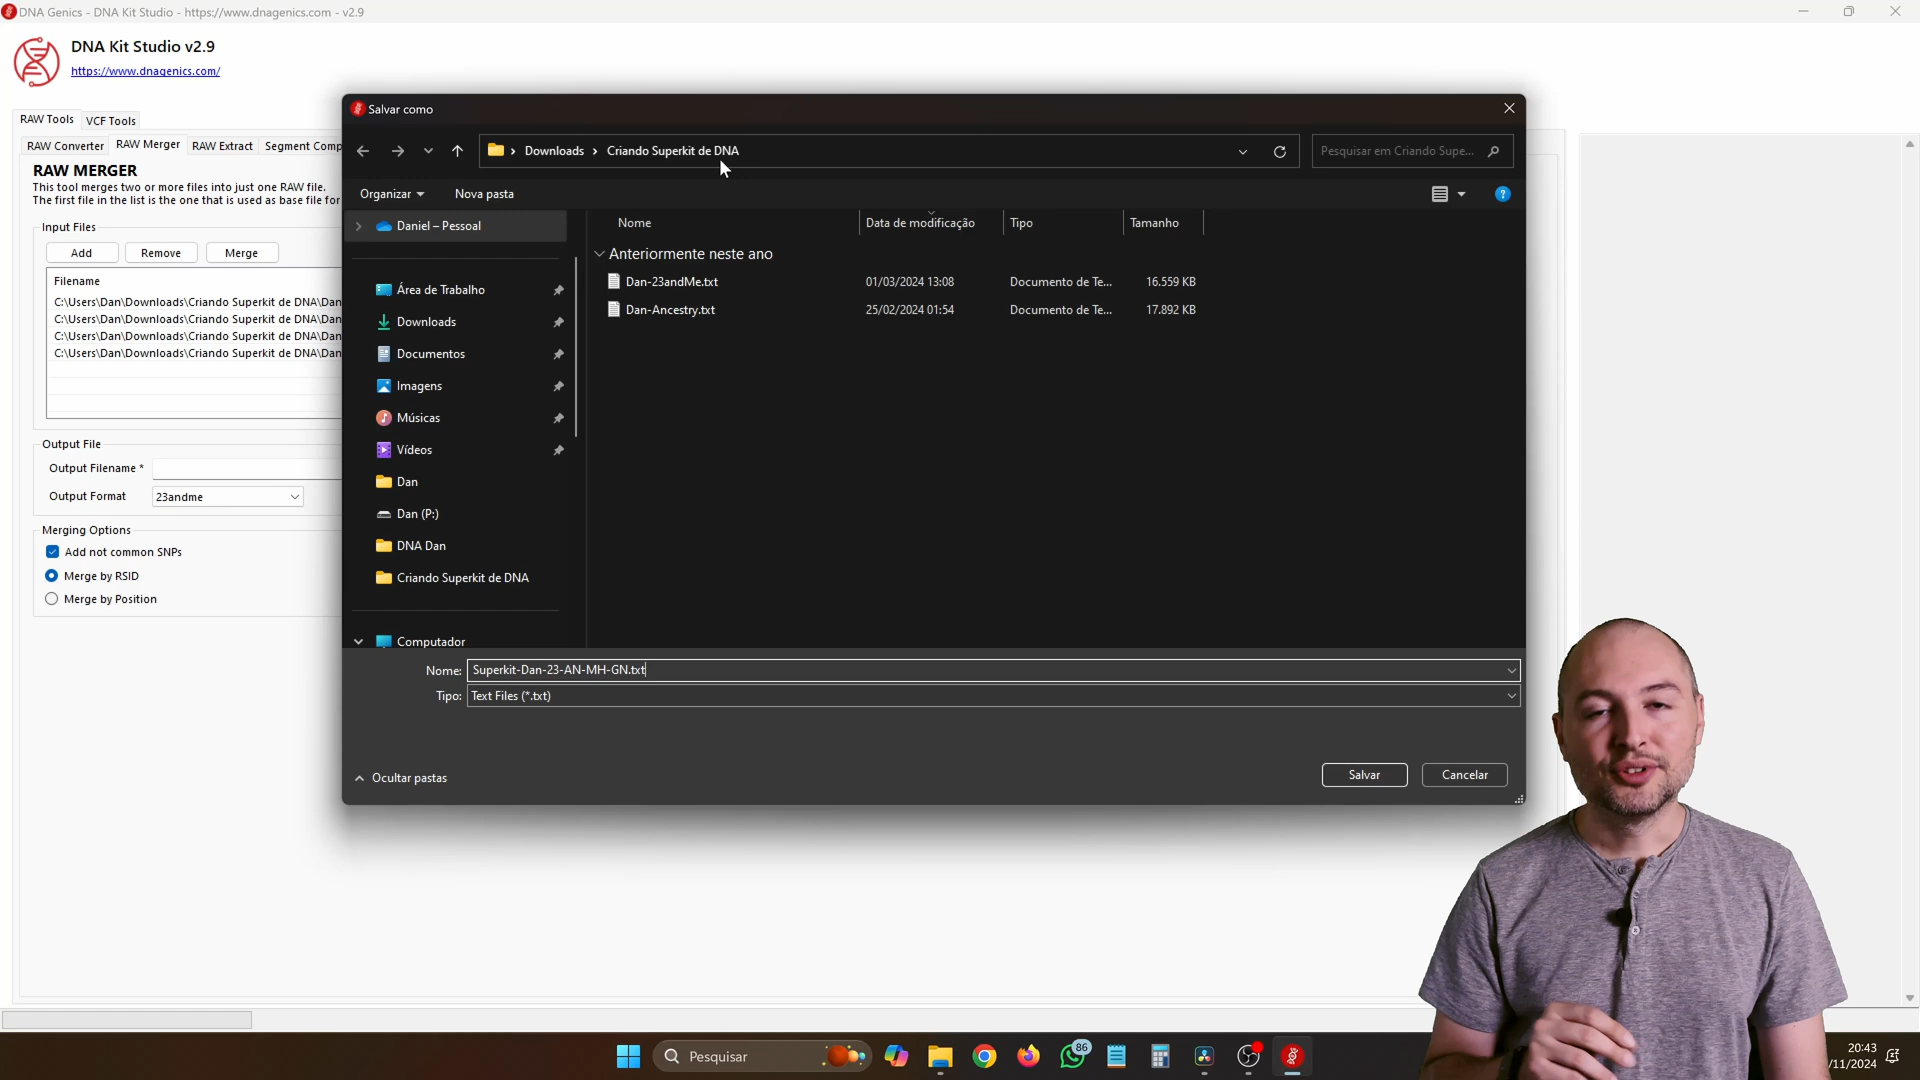 DNA Genics - DNA Kit Studio - https://www.dnagenics.com - v2.9
DNA Kit Studio v2.9
https://www.dnagenics.com/
RAW Tools
VCF Tools
RAW Converter
RAW Merger
RAW Extract
Segment Comp
RAW MERGER
This tool merges two or more files into just one RAW file.
The first file in the list is the one that is used as base file for
Input Files
Add
Remove
Merge
Filename
C:\Users\Dan\Downloads\Criando Superkit de DNA\Dan
C:\Users\Dan\Downloads\Criando Superkit de DNA\Dan
C:\Users\Dan\Downloads\Criando Superkit de DNA\Dan
C:\Users\Dan\Downloads\Criando Superkit de DNA\Dan
Output File
Output Filename *
Output Format
23andme
Merging Options
Add not common SNPs
Merge by RSID
Merge by Position
Salvar como
Downloads
Criando Superkit de DNA
Pesquisar em Criando Supe...
Organizar
Nova pasta
Daniel – Pessoal
Área de Trabalho
Downloads
Documentos
Imagens
Músicas
Vídeos
Dan
Dan (P:)
DNA Dan
Criando Superkit de DNA
Computador
Nome
Data de modificação
Tipo
Tamanho
Anteriormente neste ano
Dan-23andMe.txt
01/03/2024 13:08
Documento de Te...
16.559 KB
Dan-Ancestry.txt
25/02/2024 01:54
Documento de Te...
17.892 KB
Nome:
Superkit-Dan-23-AN-MH-GN.txt
Tipo:
Text Files (*.txt)
Ocultar pastas
Salvar
Cancelar
Pesquisar
86
20:43
/11/2024